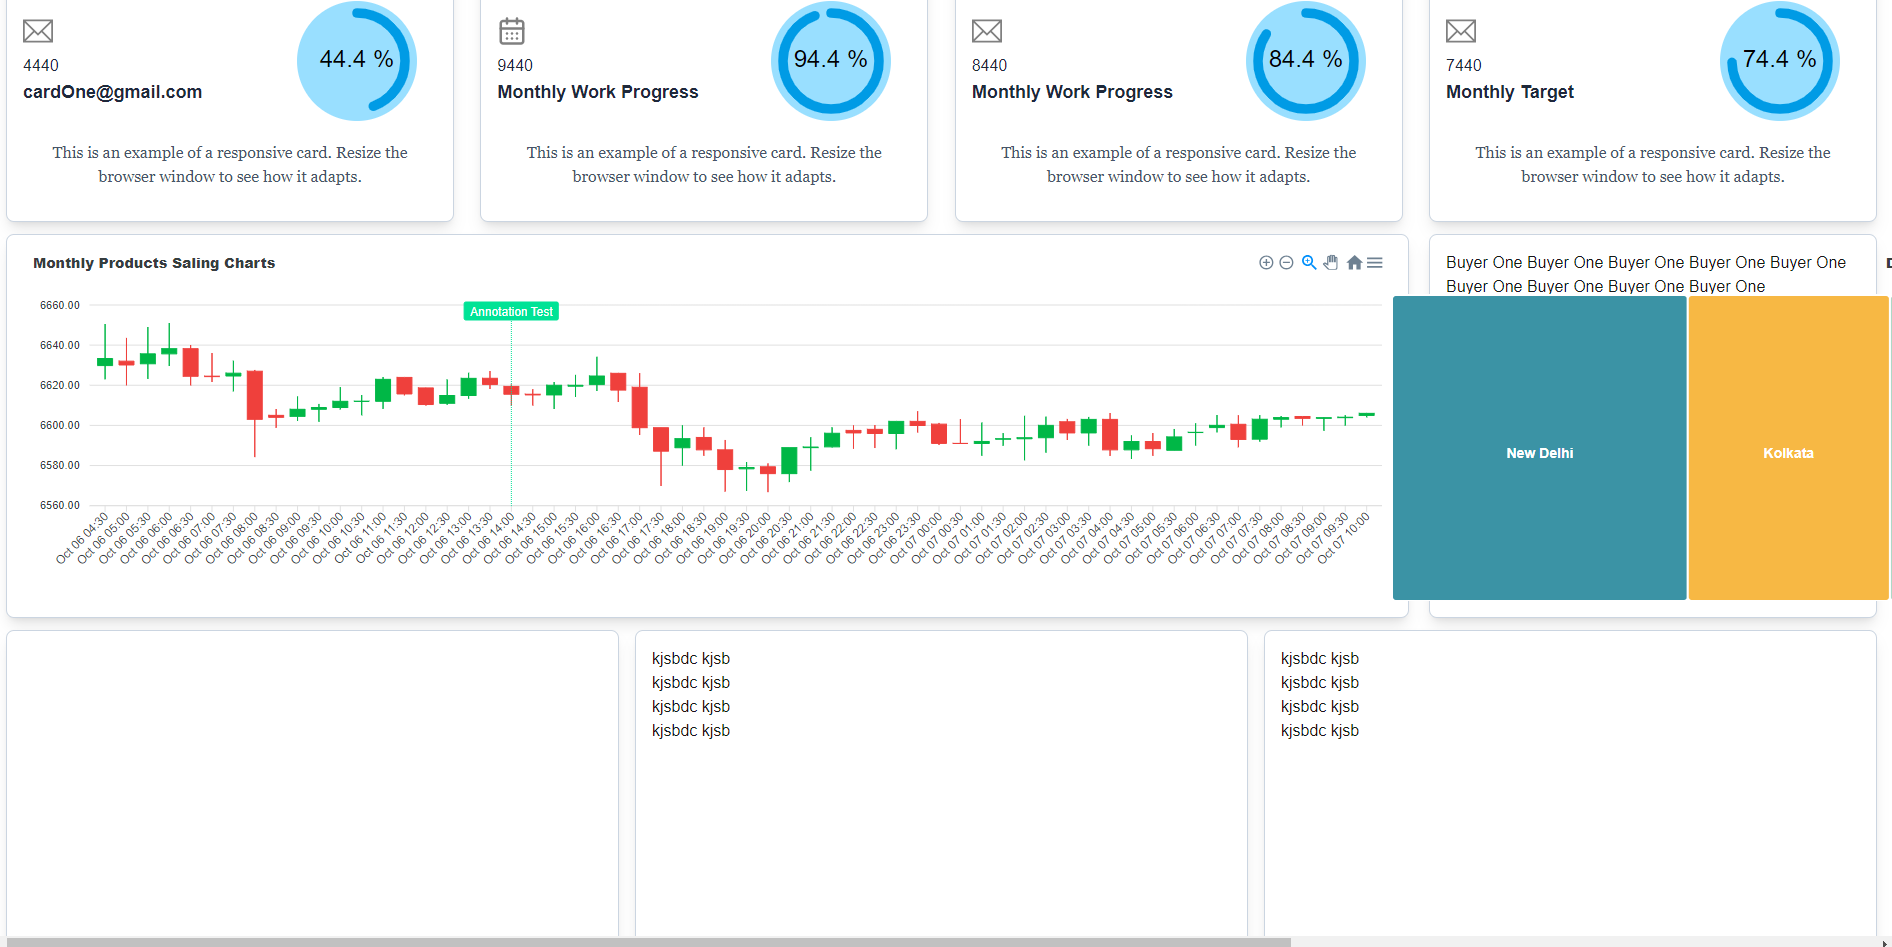 4440
cardOne@gmail.com
44.4 %
This is an example of a responsive card. Resize the
browser window to see how it adapts.
9440
Monthly Work Progress
94.4 %
This is an example of a responsive card. Resize the
browser window to see how it adapts.
8440
Monthly Work Progress
84.4 %
This is an example of a responsive card. Resize the
browser window to see how it adapts.
7440
Monthly Target
74.4 %
This is an example of a responsive card. Resize the
browser window to see how it adapts.
Monthly Products Saling Charts
6660.00
6640.00
6620.00
6600.00
6580.00
6560.00
Annotation Test
Oct 06 04:30
Oct 06 05:00
Oct 06 05:30
Oct 06 06:00
Oct 06 06:30
Oct 06 07:00
Oct 06 07:30
Oct 06 08:00
Oct 06 08:30
Oct 06 09:00
Oct 06 09:30
Oct 06 10:00
Oct 06 10:30
Oct 06 11:00
Oct 06 11:30
Oct 06 12:00
Oct 06 12:30
Oct 06 13:00
Oct 06 13:30
Oct 06 14:00
Oct 06 14:30
Oct 06 15:00
Oct 06 15:30
Oct 06 16:00
Oct 06 16:30
Oct 06 17:00
Oct 06 17:30
Oct 06 18:00
Oct 06 18:30
Oct 06 19:00
Oct 06 19:30
Oct 06 20:00
Oct 06 20:30
Oct 06 21:00
Oct 06 21:30
Oct 06 22:00
Oct 06 22:30
Oct 06 23:00
Oct 06 23:30
Oct 07 00:00
Oct 07 00:30
Oct 07 01:00
Oct 07 01:30
Oct 07 02:00
Oct 07 02:30
Oct 07 03:00
Oct 07 03:30
Oct 07 04:00
Oct 07 04:30
Oct 07 05:00
Oct 07 05:30
Oct 07 06:00
Oct 07 06:30
Oct 07 07:00
Oct 07 07:30
Oct 07 08:00
Oct 07 08:30
Oct 07 09:00
Oct 07 09:30
Oct 07 10:00
Buyer One Buyer One Buyer One Buyer One Buyer One
Buyer One Buyer One Buyer One Buyer One
New Delhi
Kolkata
kjsbdc kjsb
kjsbdc kjsb
kjsbdc kjsb
kjsbdc kjsb
kjsbdc kjsb
kjsbdc kjsb
kjsbdc kjsb
kjsbdc kjsb